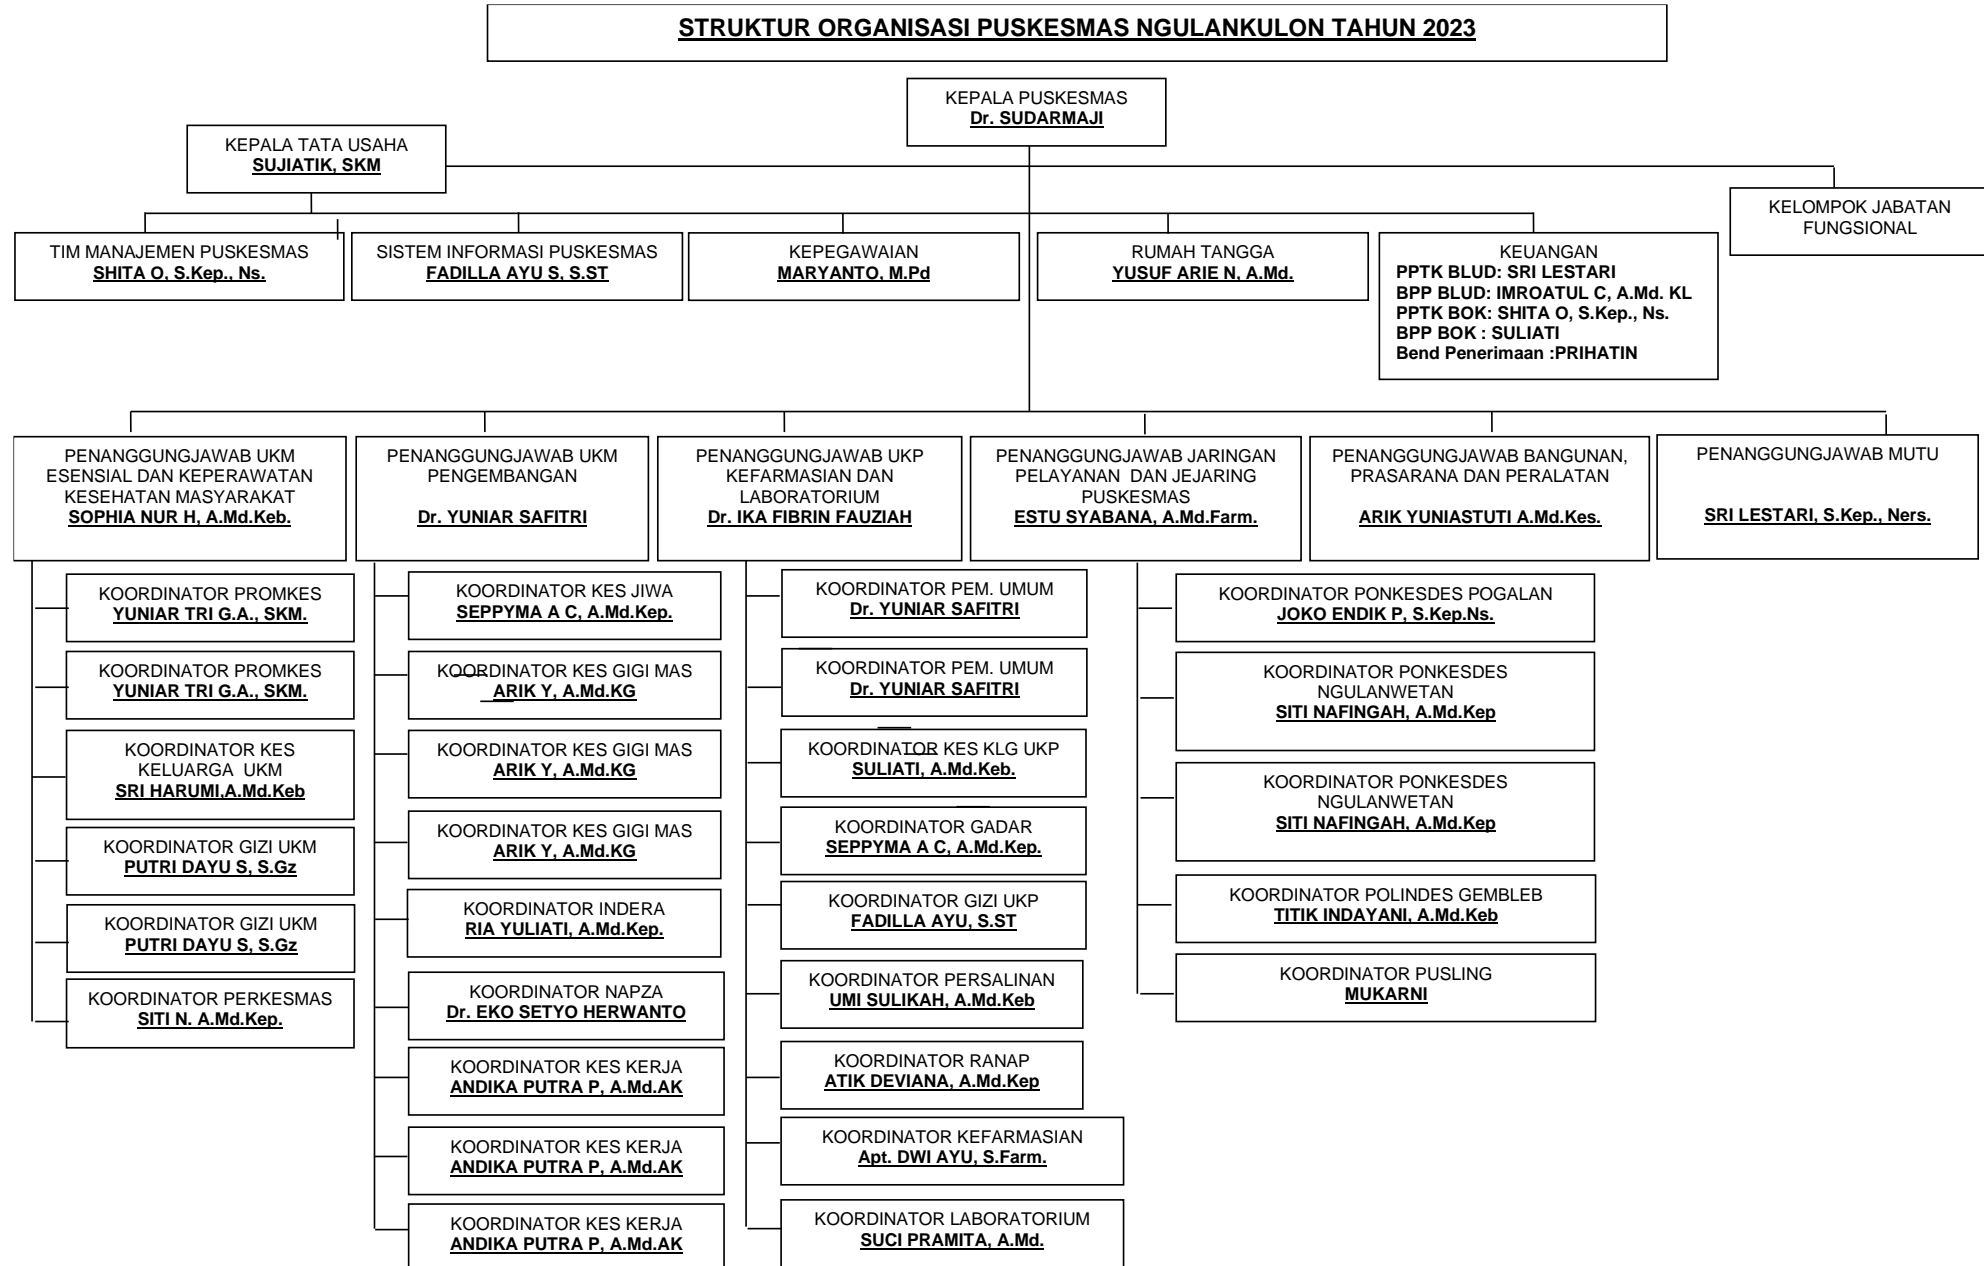 STRUKTUR ORGANISASI PUSKESMAS NGULANKULON TAHUN 2023
KEPALA PUSKESMAS
Dr. SUDARMAJI
KEPALA TATA USAHA
SUJIATIK, SKM
KELOMPOK JABATAN
FUNGSIONAL
TIM MANAJEMEN PUSKESMAS
SHITA O, S.Kep., Ns.
SISTEM INFORMASI PUSKESMAS
FADILLA AYU S, S.ST
KEPEGAWAIAN
MARYANTO, M.Pd
RUMAH TANGGA
YUSUF ARIE N, A.Md.
KEUANGAN
PPTK BLUD: SRI LESTARI
BPP BLUD: IMROATUL C, A.Md. KL
PPTK BOK: SHITA O, S.Kep., Ns.
BPP BOK : SULIATI
Bend Penerimaan :PRIHATIN
PENANGGUNGJAWAB UKM
ESENSIAL DAN KEPERAWATAN
KESEHATAN MASYARAKAT
SOPHIA NUR H, A.Md.Keb.
PENANGGUNGJAWAB UKM
PENGEMBANGAN
Dr. YUNIAR SAFITRI
PENANGGUNGJAWAB UKP
KEFARMASIAN DAN
LABORATORIUM
Dr. IKA FIBRIN FAUZIAH
PENANGGUNGJAWAB JARINGAN
PELAYANAN DAN JEJARING
PUSKESMAS
ESTU SYABANA, A.Md.Farm.
PENANGGUNGJAWAB BANGUNAN,
PRASARANA DAN PERALATAN
ARIK YUNIASTUTI A.Md.Kes.
PENANGGUNGJAWAB MUTU
SRI LESTARI, S.Kep., Ners.
KOORDINATOR PROMKES
YUNIAR TRI G.A., SKM.
KOORDINATOR PROMKES
YUNIAR TRI G.A., SKM.
KOORDINATOR KES
KELUARGA UKM
SRI HARUMI,A.Md.Keb
KOORDINATOR GIZI UKM
PUTRI DAYU S, S.Gz
KOORDINATOR GIZI UKM
PUTRI DAYU S, S.Gz
KOORDINATOR PERKESMAS
SITI N. A.Md.Kep.
KOORDINATOR KES JIWA
SEPPYMA A C, A.Md.Kep.
KOORDINATOR KES GIGI MAS
ARIK Y, A.Md.KG
KOORDINATOR KES GIGI MAS
ARIK Y, A.Md.KG
KOORDINATOR KES GIGI MAS
ARIK Y, A.Md.KG
KOORDINATOR INDERA
RIA YULIATI, A.Md.Kep.
KOORDINATOR NAPZA
Dr. EKO SETYO HERWANTO
KOORDINATOR KES KERJA
ANDIKA PUTRA P, A.Md.AK
KOORDINATOR KES KERJA
ANDIKA PUTRA P, A.Md.AK
KOORDINATOR KES KERJA
ANDIKA PUTRA P, A.Md.AK
KOORDINATOR PEM. UMUM
Dr. YUNIAR SAFITRI
KOORDINATOR PEM. UMUM
Dr. YUNIAR SAFITRI
KOORDINATOR KES KLG UKP
SULIATI, A.Md.Keb.
KOORDINATOR GADAR
SEPPYMA A C, A.Md.Kep.
KOORDINATOR GIZI UKP
FADILLA AYU, S.ST
KOORDINATOR PERSALINAN
UMI SULIKAH, A.Md.Keb
KOORDINATOR RANAP
ATIK DEVIANA, A.Md.Kep
KOORDINATOR KEFARMASIAN
Apt. DWI AYU, S.Farm.
KOORDINATOR LABORATORIUM
SUCI PRAMITA, A.Md.
KOORDINATOR PONKESDES POGALAN
JOKO ENDIK P, S.Kep.Ns.
KOORDINATOR PONKESDES
NGULANWETAN
SITI NAFINGAH, A.Md.Kep
KOORDINATOR PONKESDES
NGULANWETAN
SITI NAFINGAH, A.Md.Kep
KOORDINATOR POLINDES GEMBLEB
TITIK INDAYANI, A.Md.Keb
KOORDINATOR PUSLING
MUKARNI